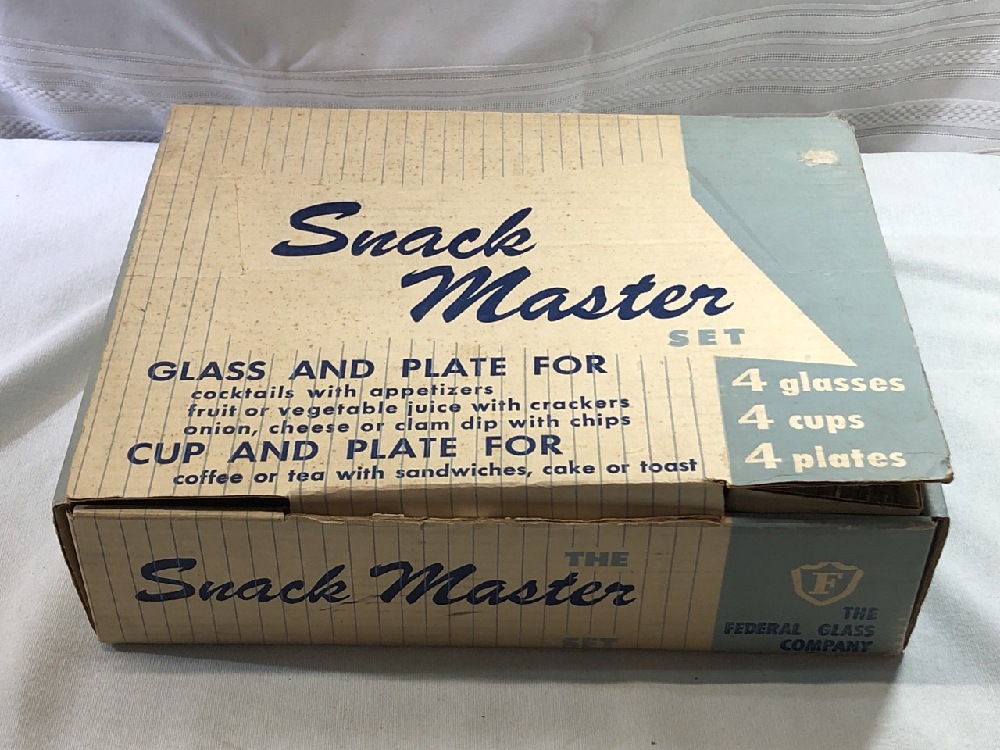 Snack
Master
SET
GLASS AND PLATE FOR
cocktails with appetizers
fruit or vegetable juice with crackers
onion, cheese or clam dip with chips
CUP AND PLATE FOR
coffee or tea with sandwiches, cake or toast
4 glasses
4 cups
4 plates
THE
Snack Master
SET
F
THE
FEDERAL GLASS
COMPANY